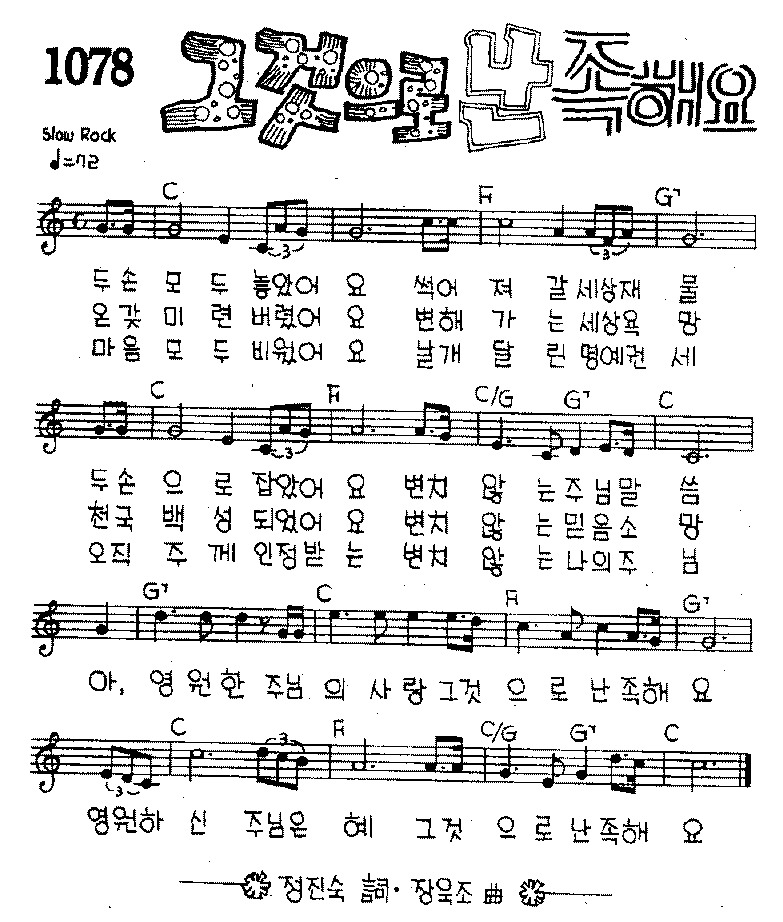 1078 그것으로 난 족해요
Slow Rock
♩=72
C F G7
두손 모 두 놓았어 요 썩어 져 갈 세상재 물
온갖 미 련 버렸어 요 변해 가 는 세상욕 망
마음 모 두 비웠어 요 날개 달 린 명예권 세
C F C/G G7 C
두손 으 로 잡았어 요 변치 않 는 주님말 씀
천국 백 성 되었어 요 변치 않 는 믿음소 망
오직 주 께 인정받 는 변치 않 는 나의주 님
G7 C F G7
아, 영 원 한 주님 의 사 랑 그것 으 로 난 족해 요
C F C/G G7 C
영원하 신 주님은 혜 그것 으 로 난 족해 요
정진숙 詞· 장욱조 曲